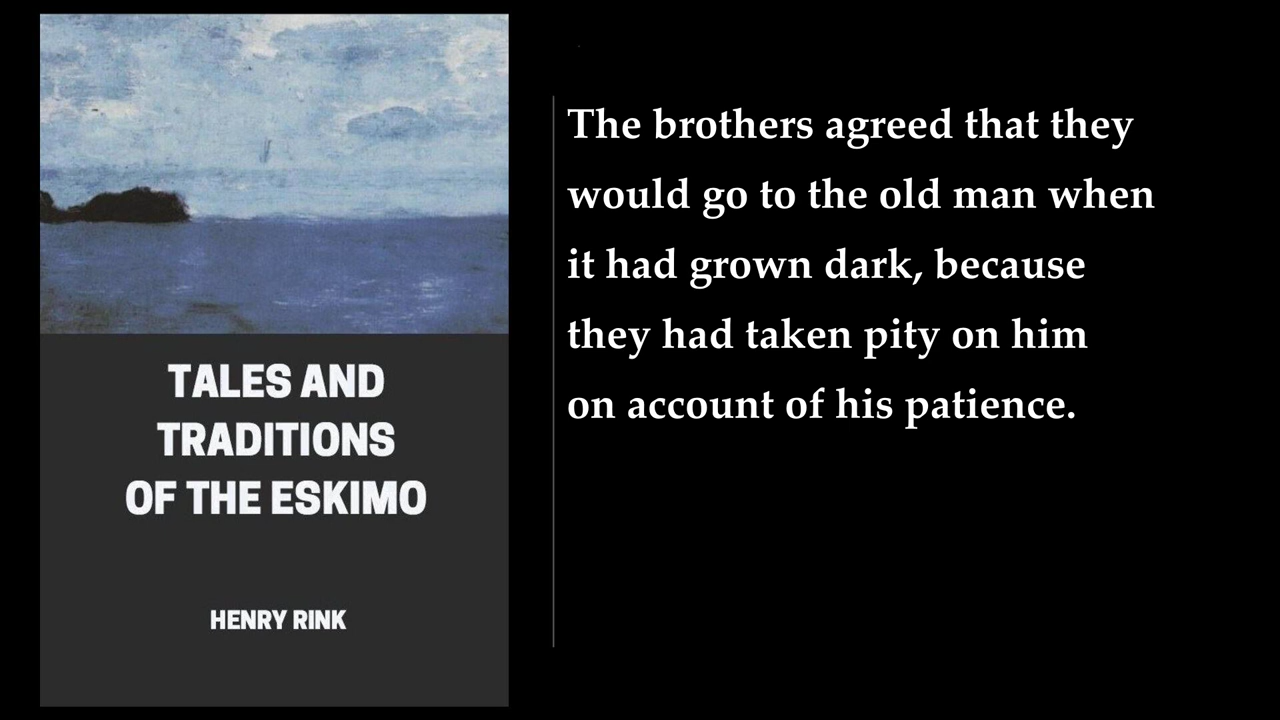 TALES AND
TRADITIONS
OF THE ESKIMO
HENRY RINK
The brothers agreed that they
would go to the old man when
it had grown dark, because
they had taken pity on him
on account of his patience.